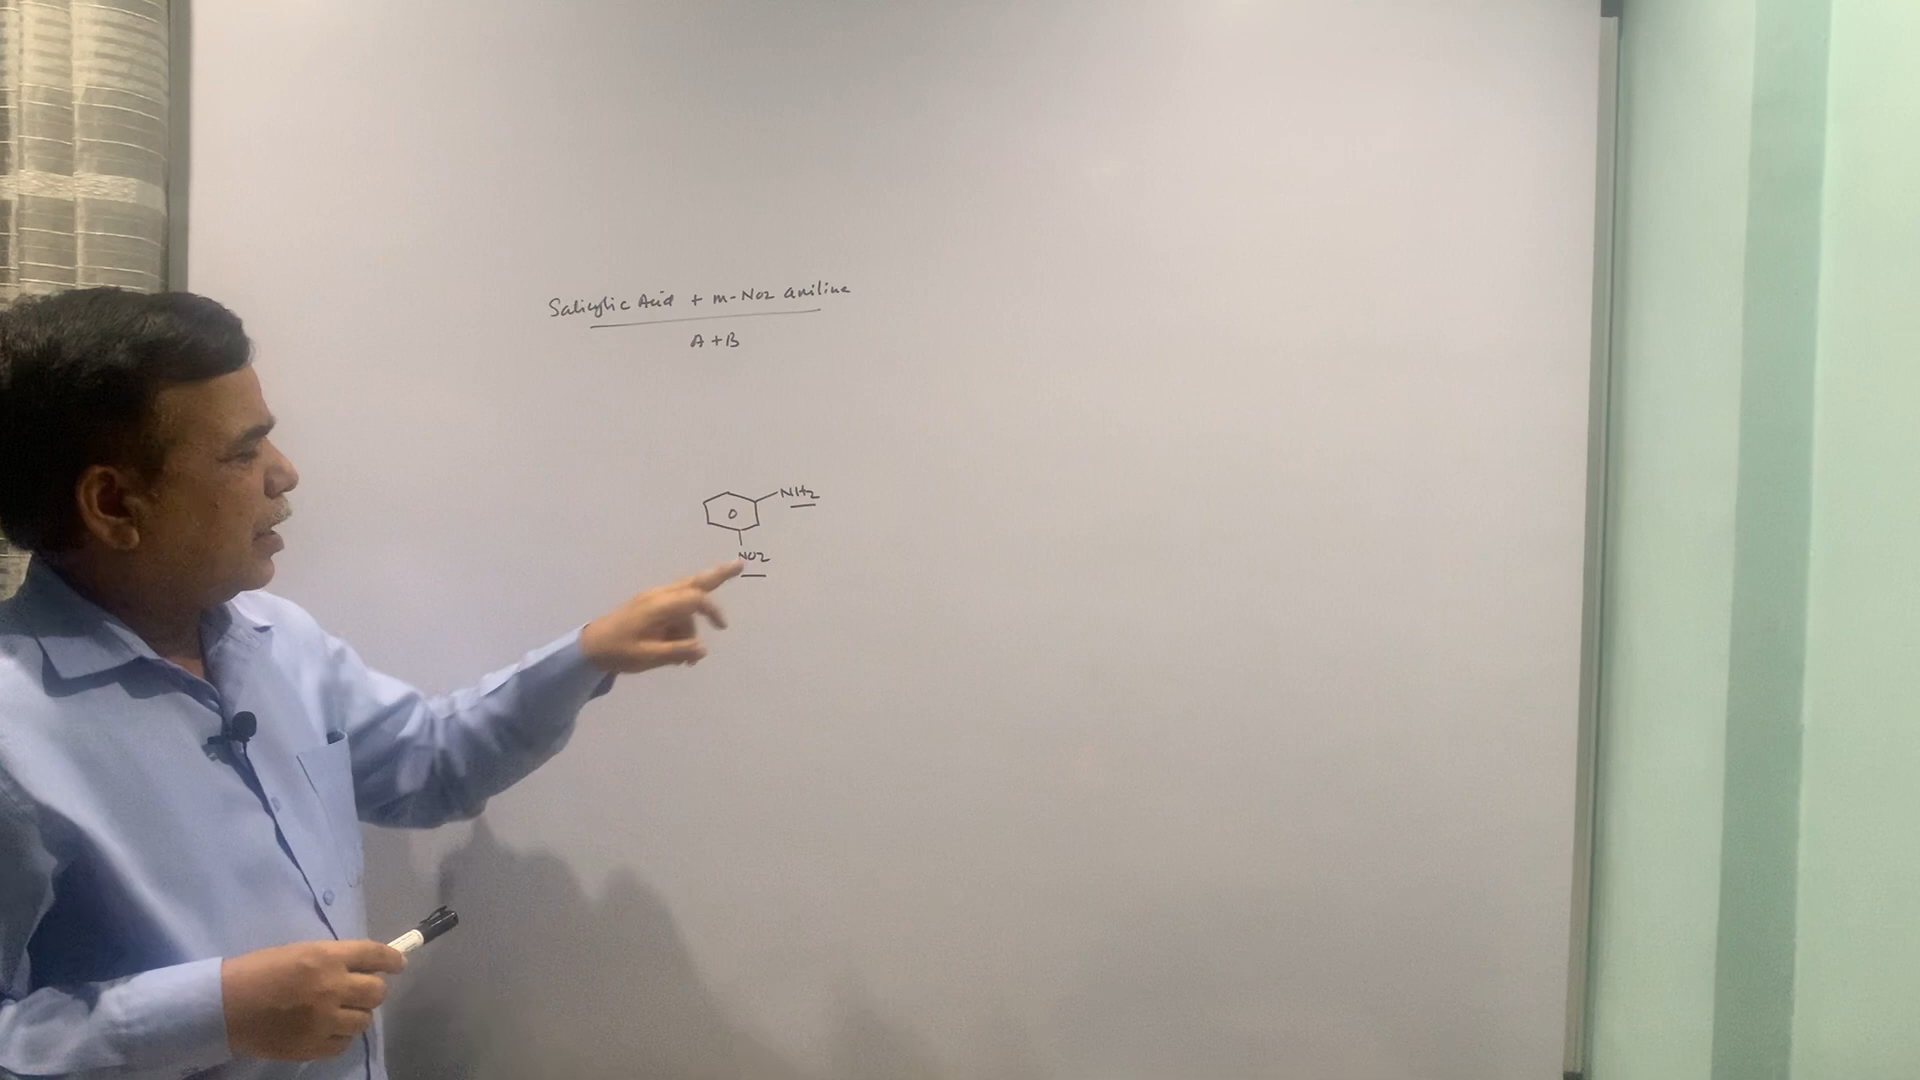 Salicylic Acid + m-NO2 aniline
A + B
NH2
NO2